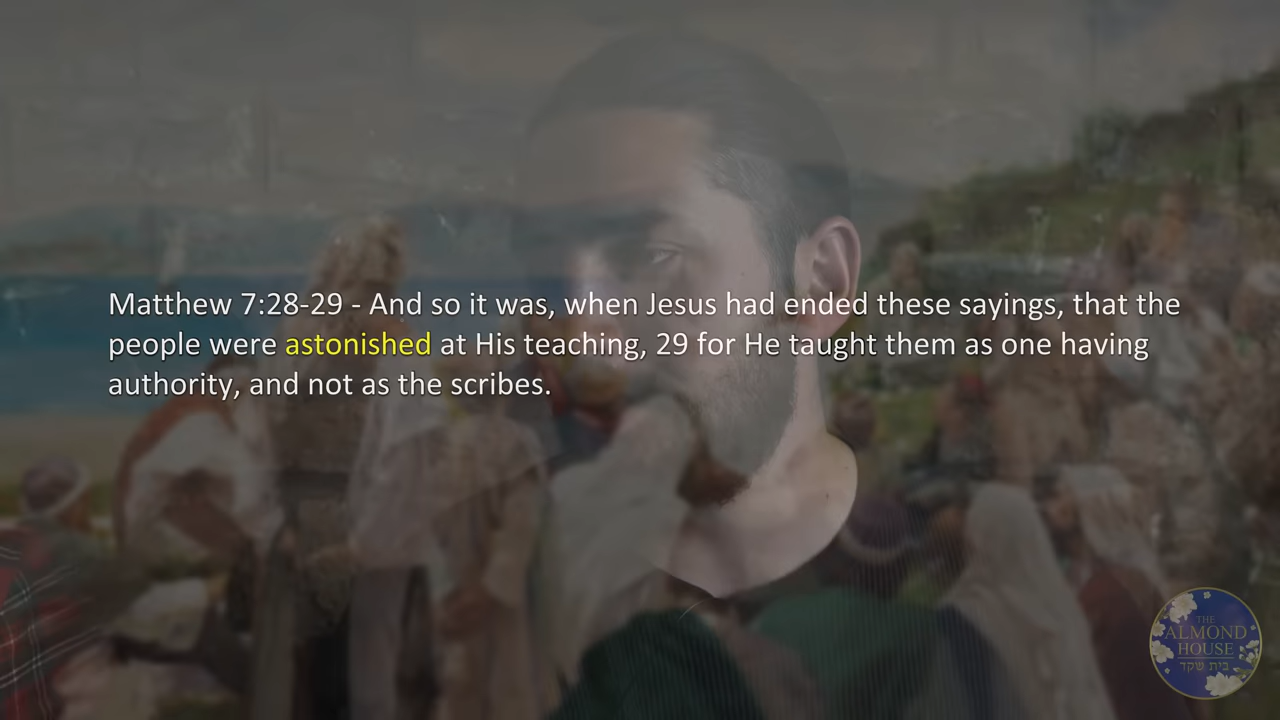 Matthew 7:28-29 - And so it was, when Jesus had ended these sayings, that the
people were astonished at His teaching, 29 for He taught them as one having
authority, and not as the scribes.
THE
ALMOND
HOUSE
בית שקד